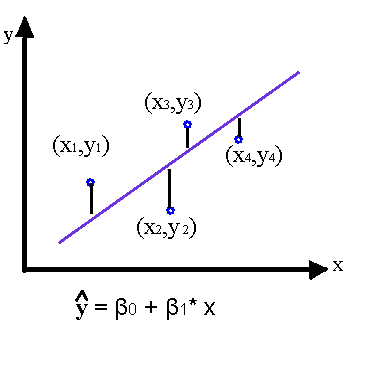 y
(x₃,y₃)
(x₁,y₁)
(x₄,y₄)
(x₂,y₂)
x
ŷ = β₀ + β₁* x